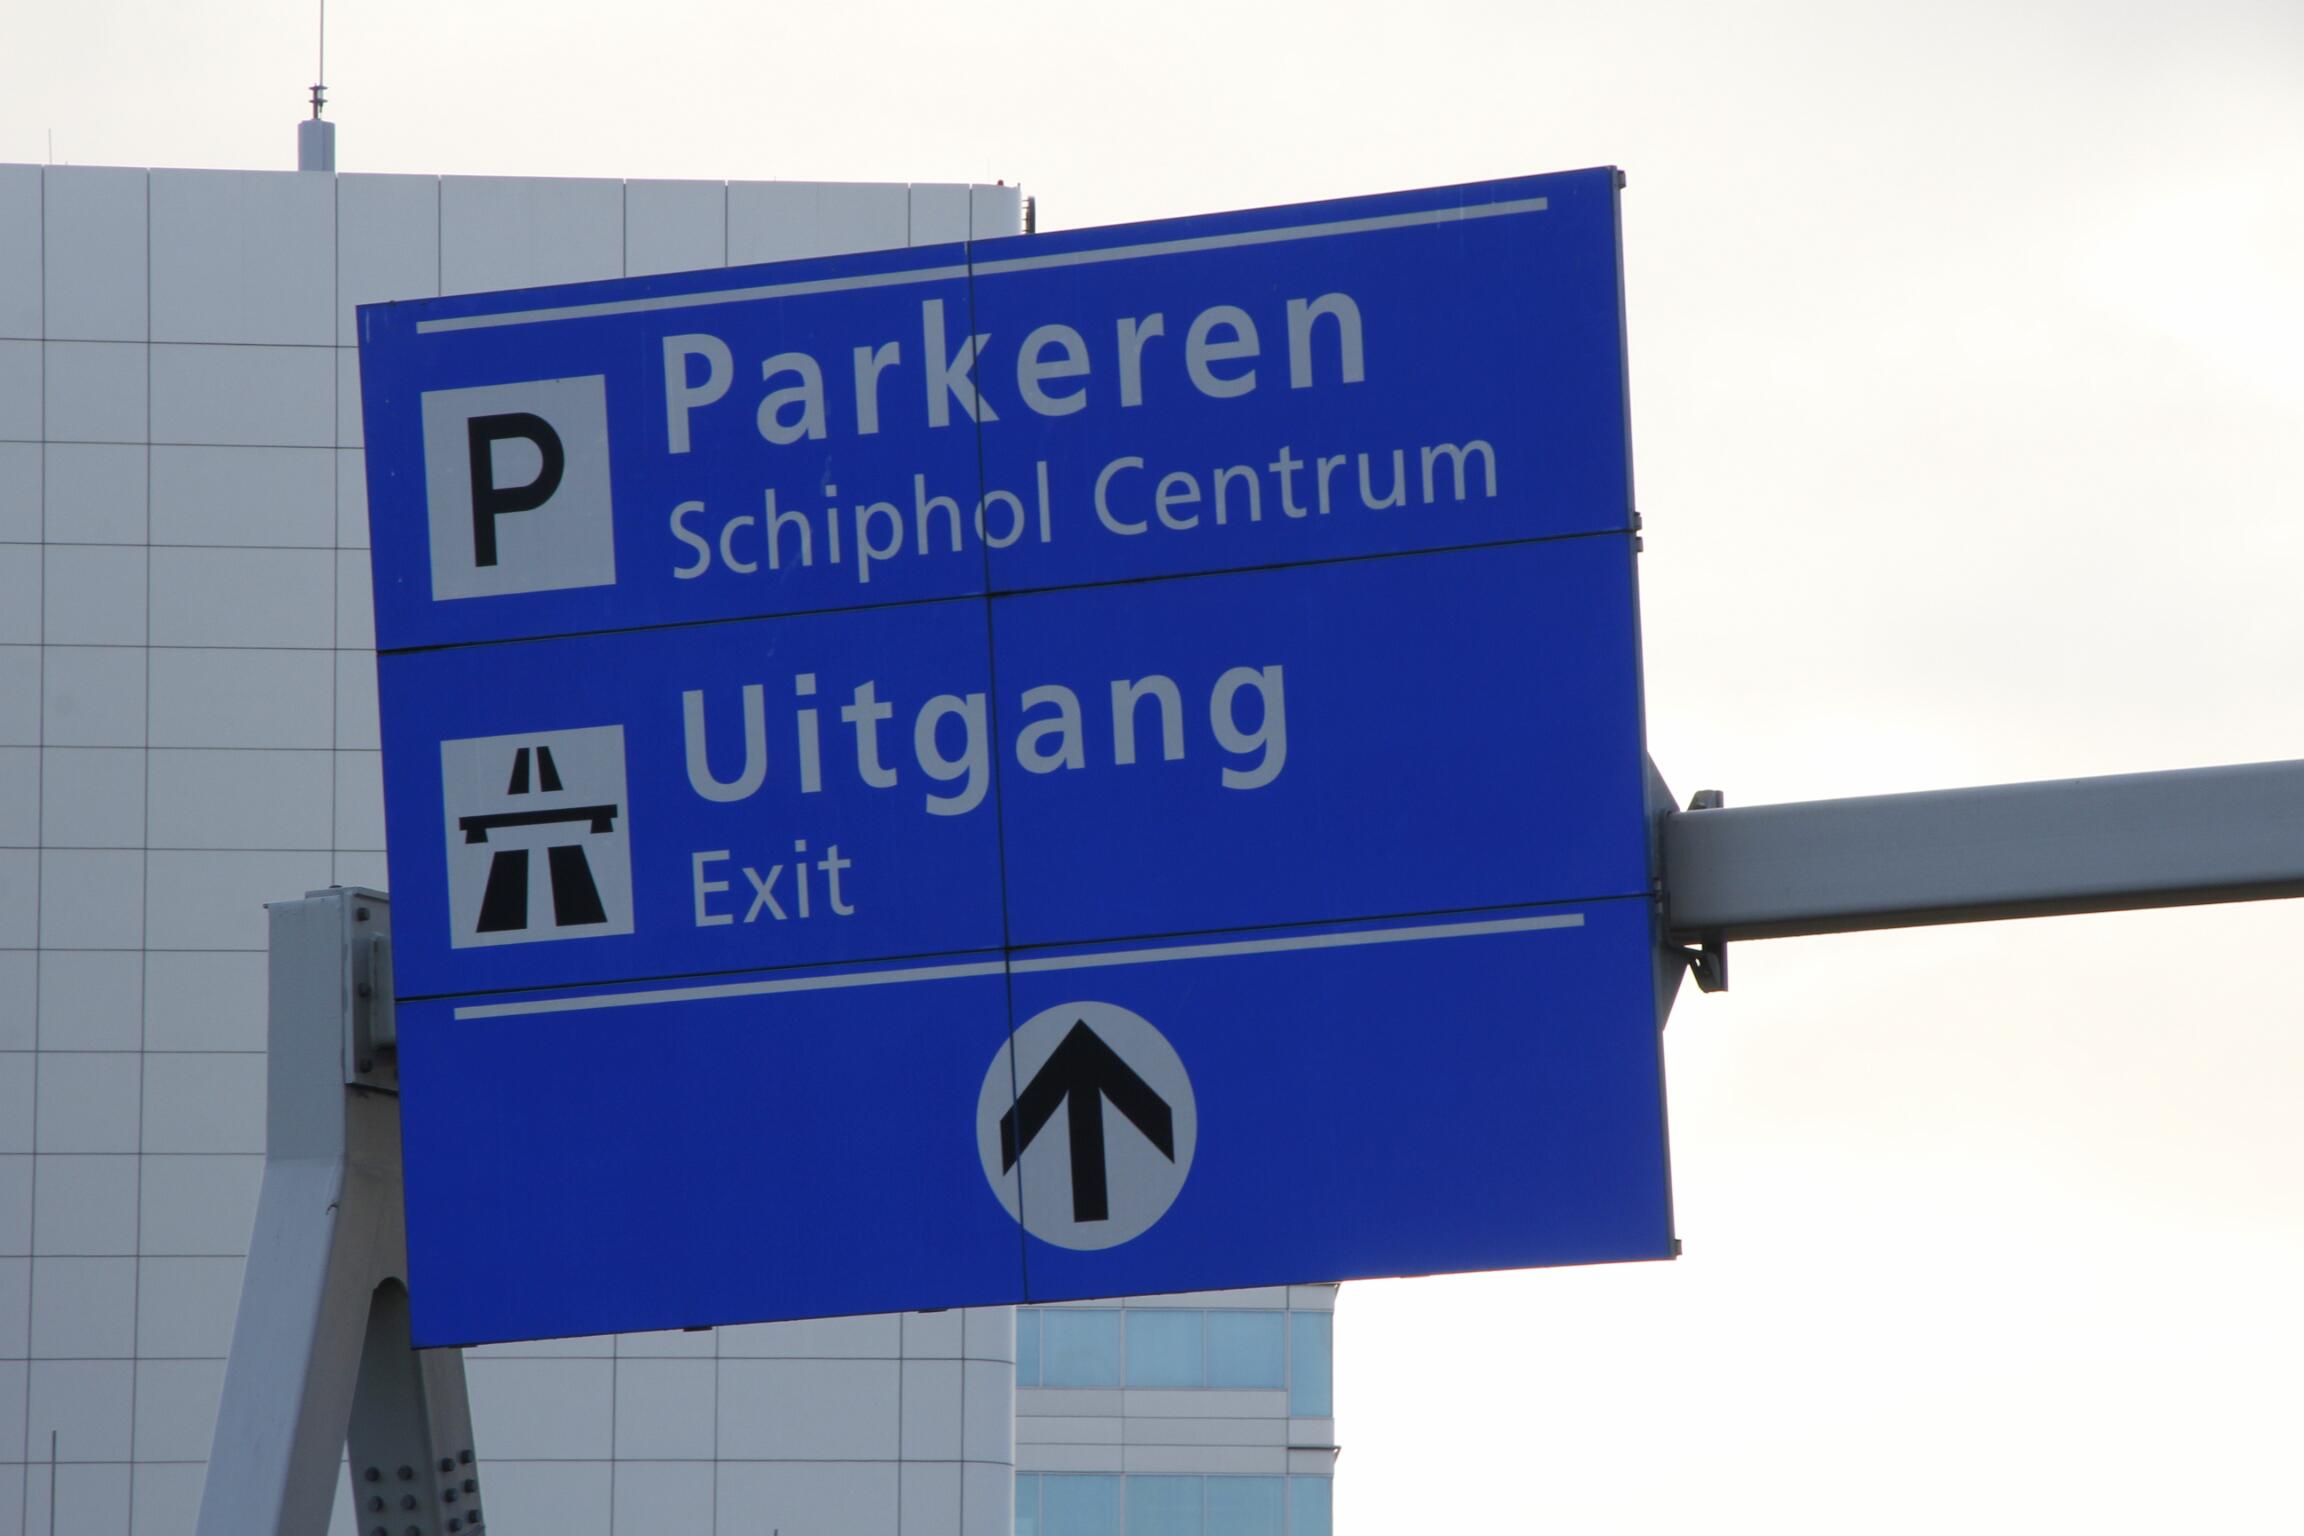 Parkeren
P
Schiphol Centrum
Uitgang
Exit